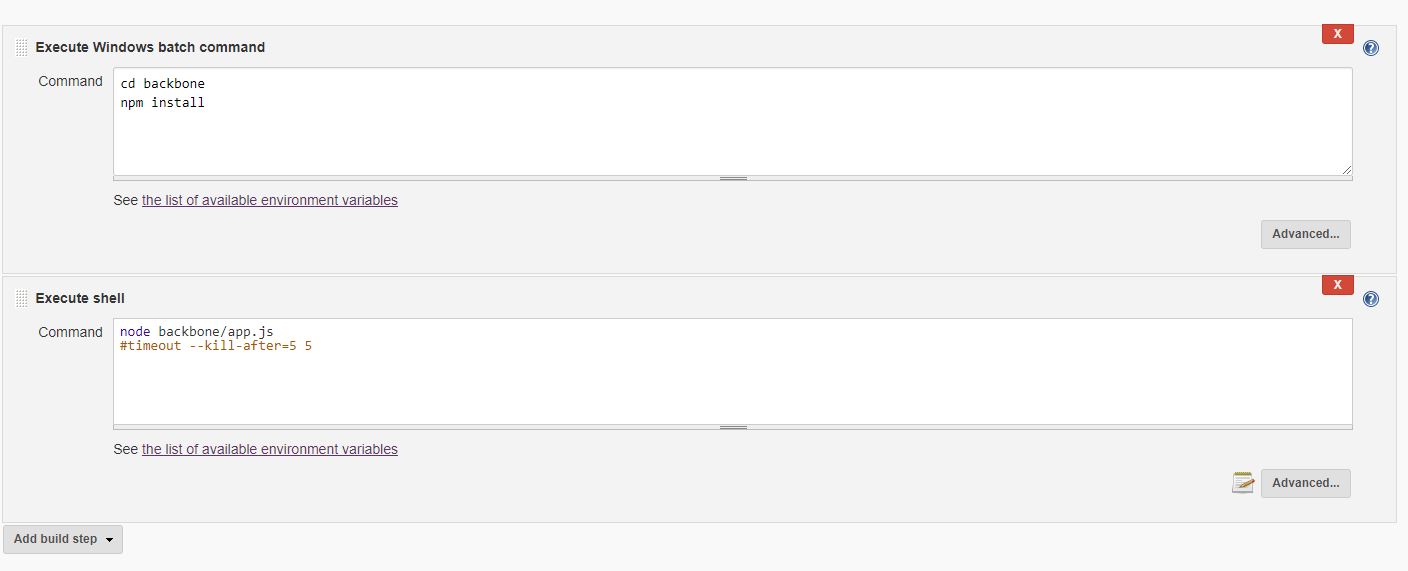 Execute Windows batch command
X
?
Command
cd backbone
npm install
See the list of available environment variables
Advanced...
Execute shell
X
?
Command
node backbone/app.js
#timeout --kill-after=5 5
See the list of available environment variables
Advanced...
Add build step